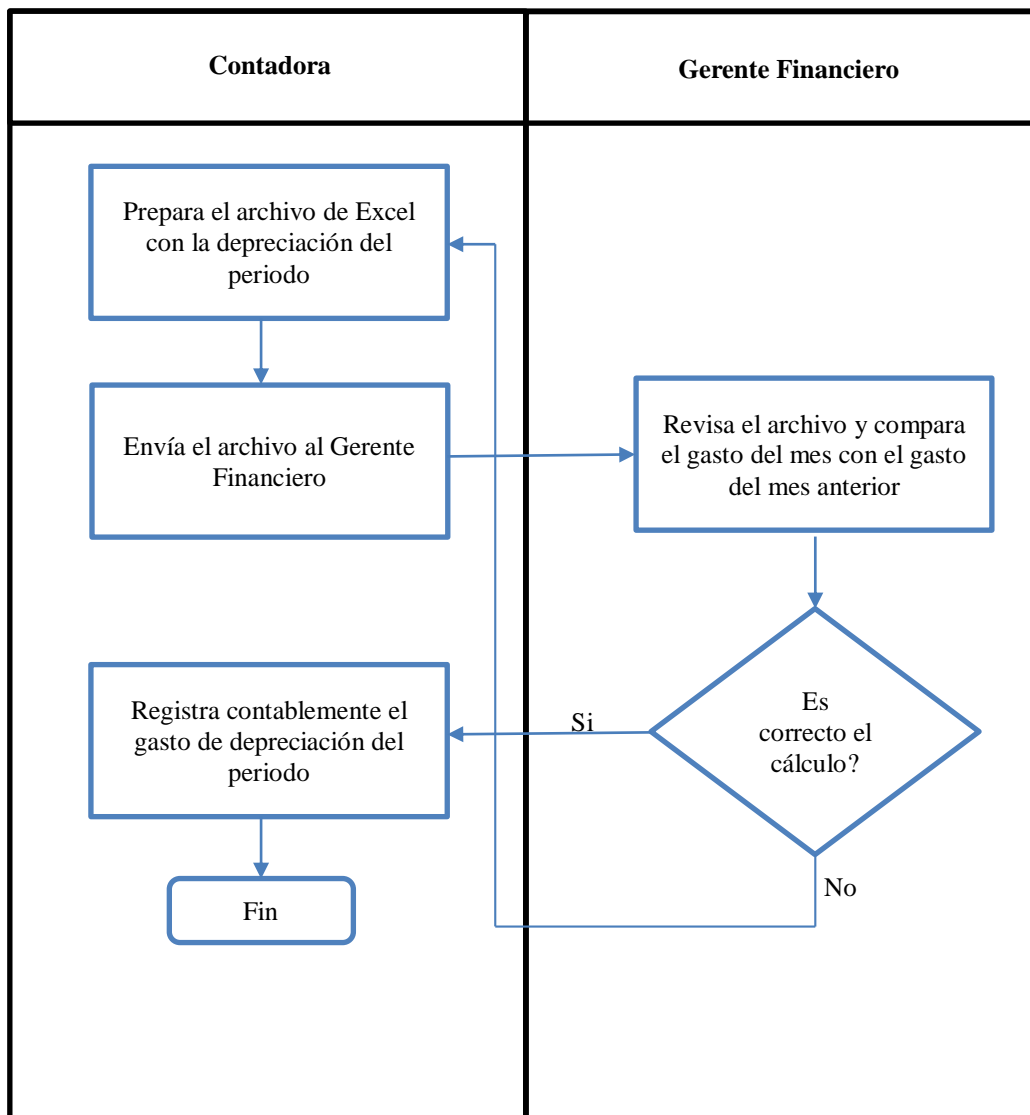 Contadora
Gerente Financiero
Prepara el archivo de Excel
con la depreciación del
periodo
Envía el archivo al Gerente
Financiero
Revisa el archivo y compara
el gasto del mes con el gasto
del mes anterior
Es
correcto el
cálculo?
Si
No
Registra contablemente el
gasto de depreciación del
periodo
Fin